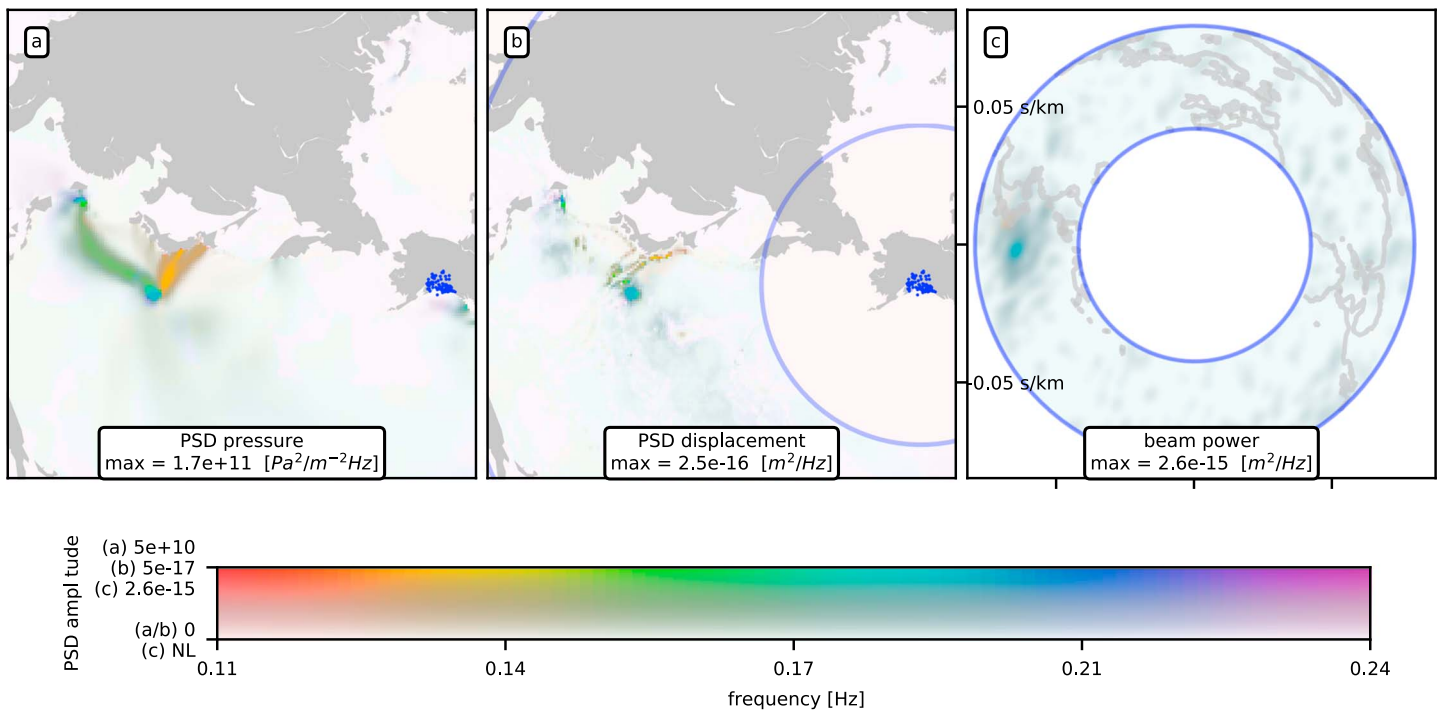 a
b
c
0.05 s/km
-0.05 s/km
PSD pressure
max = 1.7e+11 [Pa²/m⁻²Hz]
PSD displacement
max = 2.5e-16 [m²/Hz]
beam power
max = 2.6e-15 [m²/Hz]
PSD ampl tude
(a) 5e+10
(b) 5e-17
(c) 2.6e-15
(a/b) 0
(c) NL
0.11
0.14
0.17
0.21
0.24
frequency [Hz]